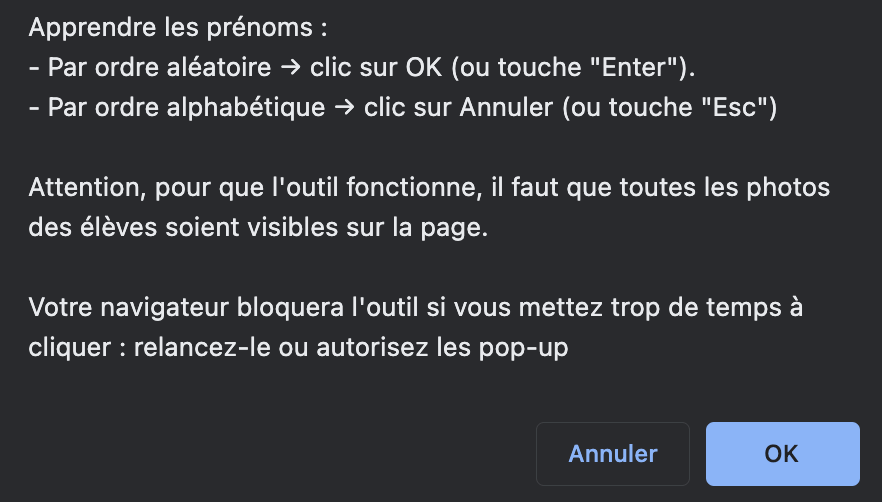 Apprendre les prénoms :
- Par ordre aléatoire → clic sur OK (ou touche "Enter").
- Par ordre alphabétique → clic sur Annuler (ou touche "Esc")
Attention, pour que l'outil fonctionne, il faut que toutes les photos
des élèves soient visibles sur la page.
Votre navigateur bloquera l'outil si vous mettez trop de temps à
cliquer : relancez-le ou autorisez les pop-up
Annuler
OK